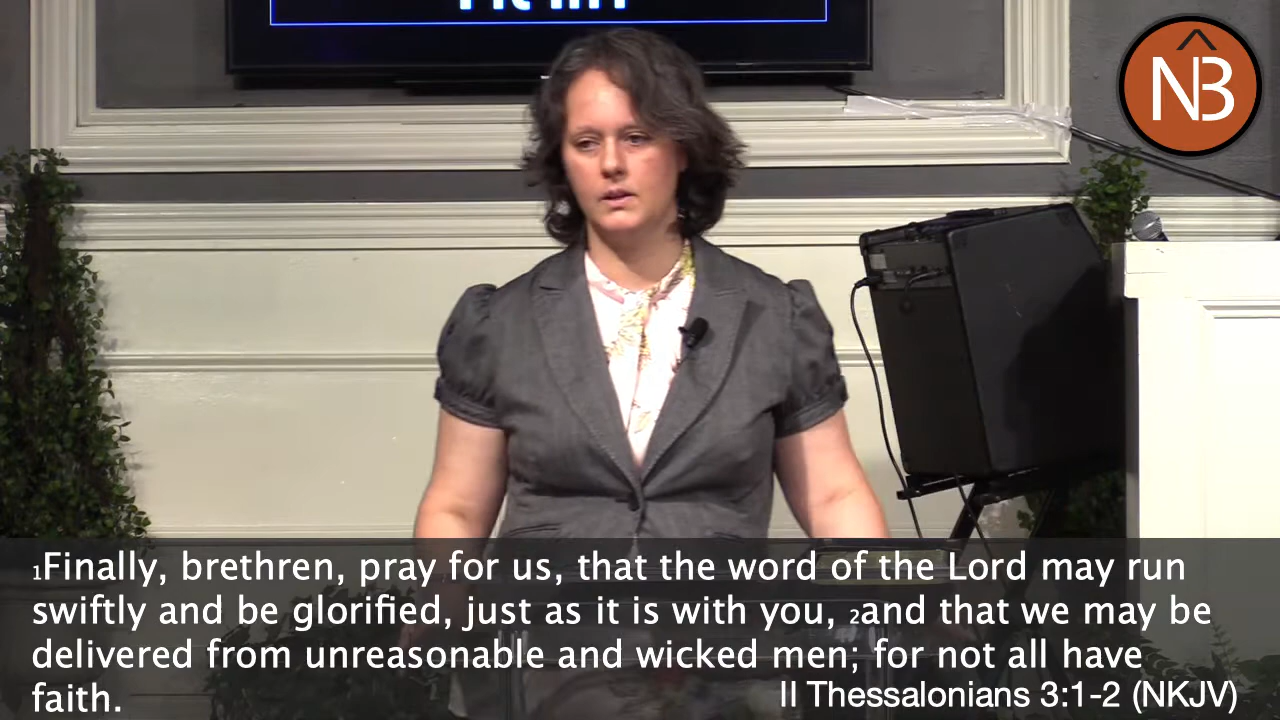 N̂B
1Finally, brethren, pray for us, that the word of the Lord may run
swiftly and be glorified, just as it is with you, 2and that we may be
delivered from unreasonable and wicked men; for not all have
faith.
II Thessalonians 3:1-2 (NKJV)